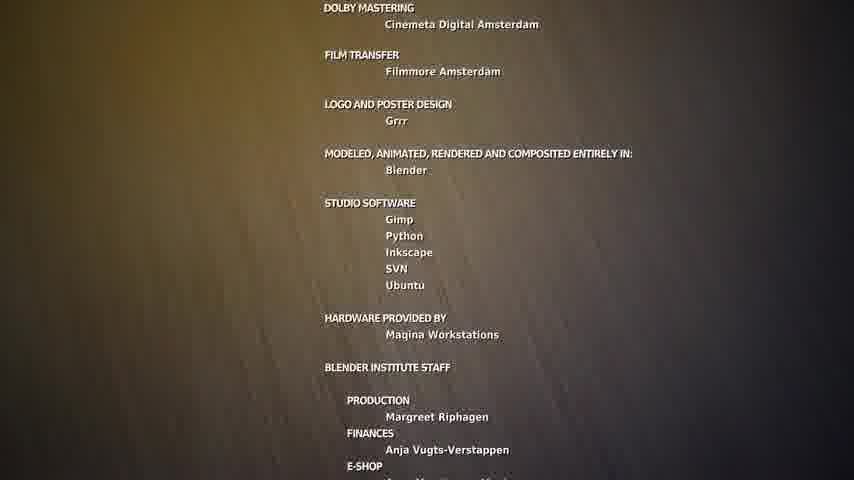 DOLBY MASTERING
Cinemeta Digital Amsterdam
FILM TRANSFER
Filmmore Amsterdam
LOGO AND POSTER DESIGN
Grrr
MODELED, ANIMATED, RENDERED AND COMPOSITED ENTIRELY IN:
Blender
STUDIO SOFTWARE
Gimp
Python
Inkscape
SVN
Ubuntu
HARDWARE PROVIDED BY
Maqina Workstations
BLENDER INSTITUTE STAFF
PRODUCTION
Margreet Riphagen
FINANCES
Anja Vugts-Verstappen
E-SHOP